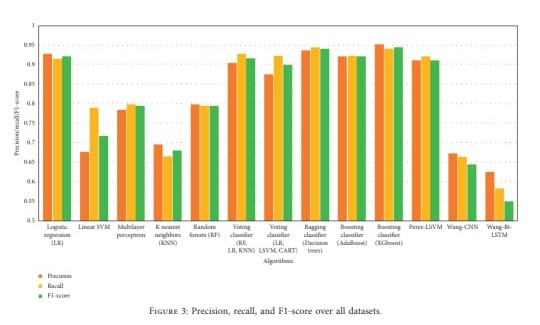 1
0.95
0.9
0.85
0.8
0.75
0.7
0.65
0.6
0.55
0.5
Precision/recall/F1-score
Logistic
regression
(LR)
Linear SVM
Multilayer
perceptron
K nearest
neighbors
(KNN)
Random
forests (RF)
Voting
classifier
(RF,
LR, KNN)
Voting
classifier
(LR,
LSVM, CART)
Bagging
classifier
(Decision
trees)
Boosting
classifier
(AdaBoost)
Boosting
classifier
(XGboost)
Perez-LSVM
Wang-CNN
Wang-Bi-
LSTM
Algorithms
Precision
Recall
F1-score
FIGURE 3: Precision, recall, and F1-score over all datasets.